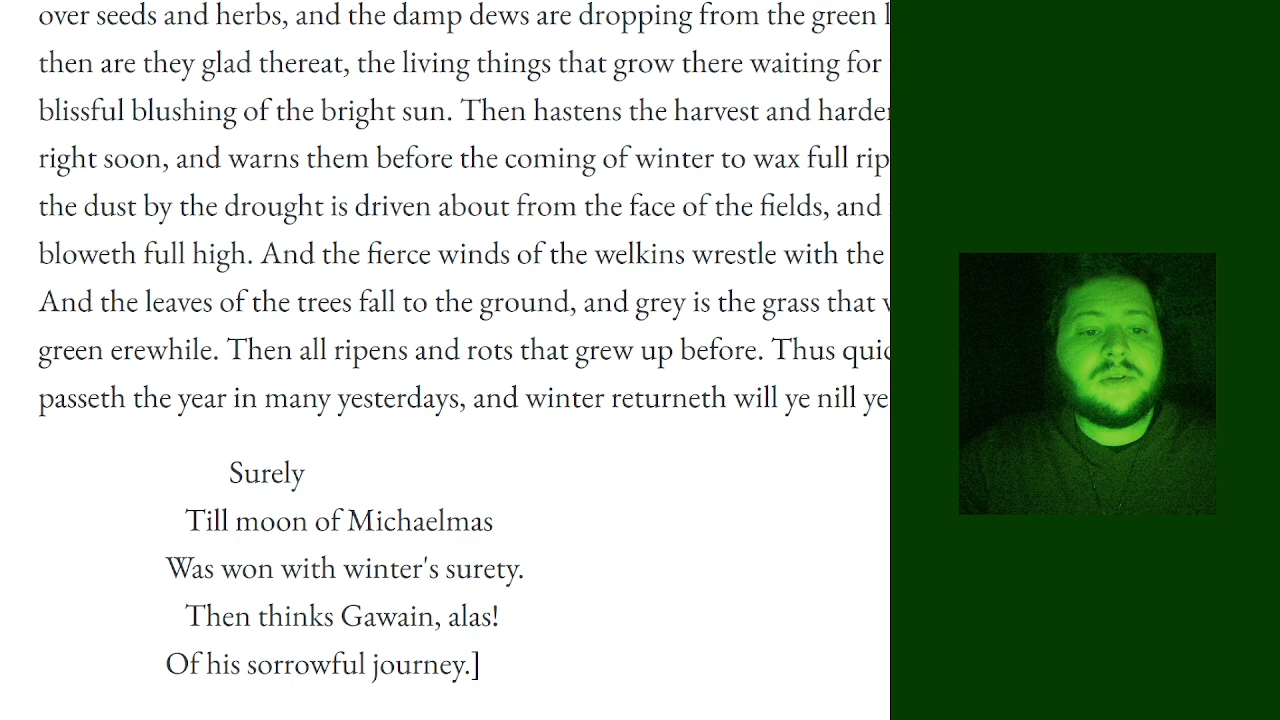 over seeds and herbs, and the damp dews are dropping from the green
then are they glad thereat, the living things that grow there waiting for
blissful blushing of the bright sun. Then hastens the harvest and
right soon, and warns them before the coming of winter to wax full
the dust by the drought is driven about from the face of the fields, and
bloweth full high. And the fierce winds of the welkins wrestle with the
And the leaves of the trees fall to the ground, and grey is the grass that
green erewhile. Then all ripens and rots that grew up before. Thus
passeth the year in many yesterdays, and winter returneth will ye nill ye
Surely
Till moon of Michaelmas
Was won with winter's surety.
Then thinks Gawain, alas!
Of his sorrowful journey.]